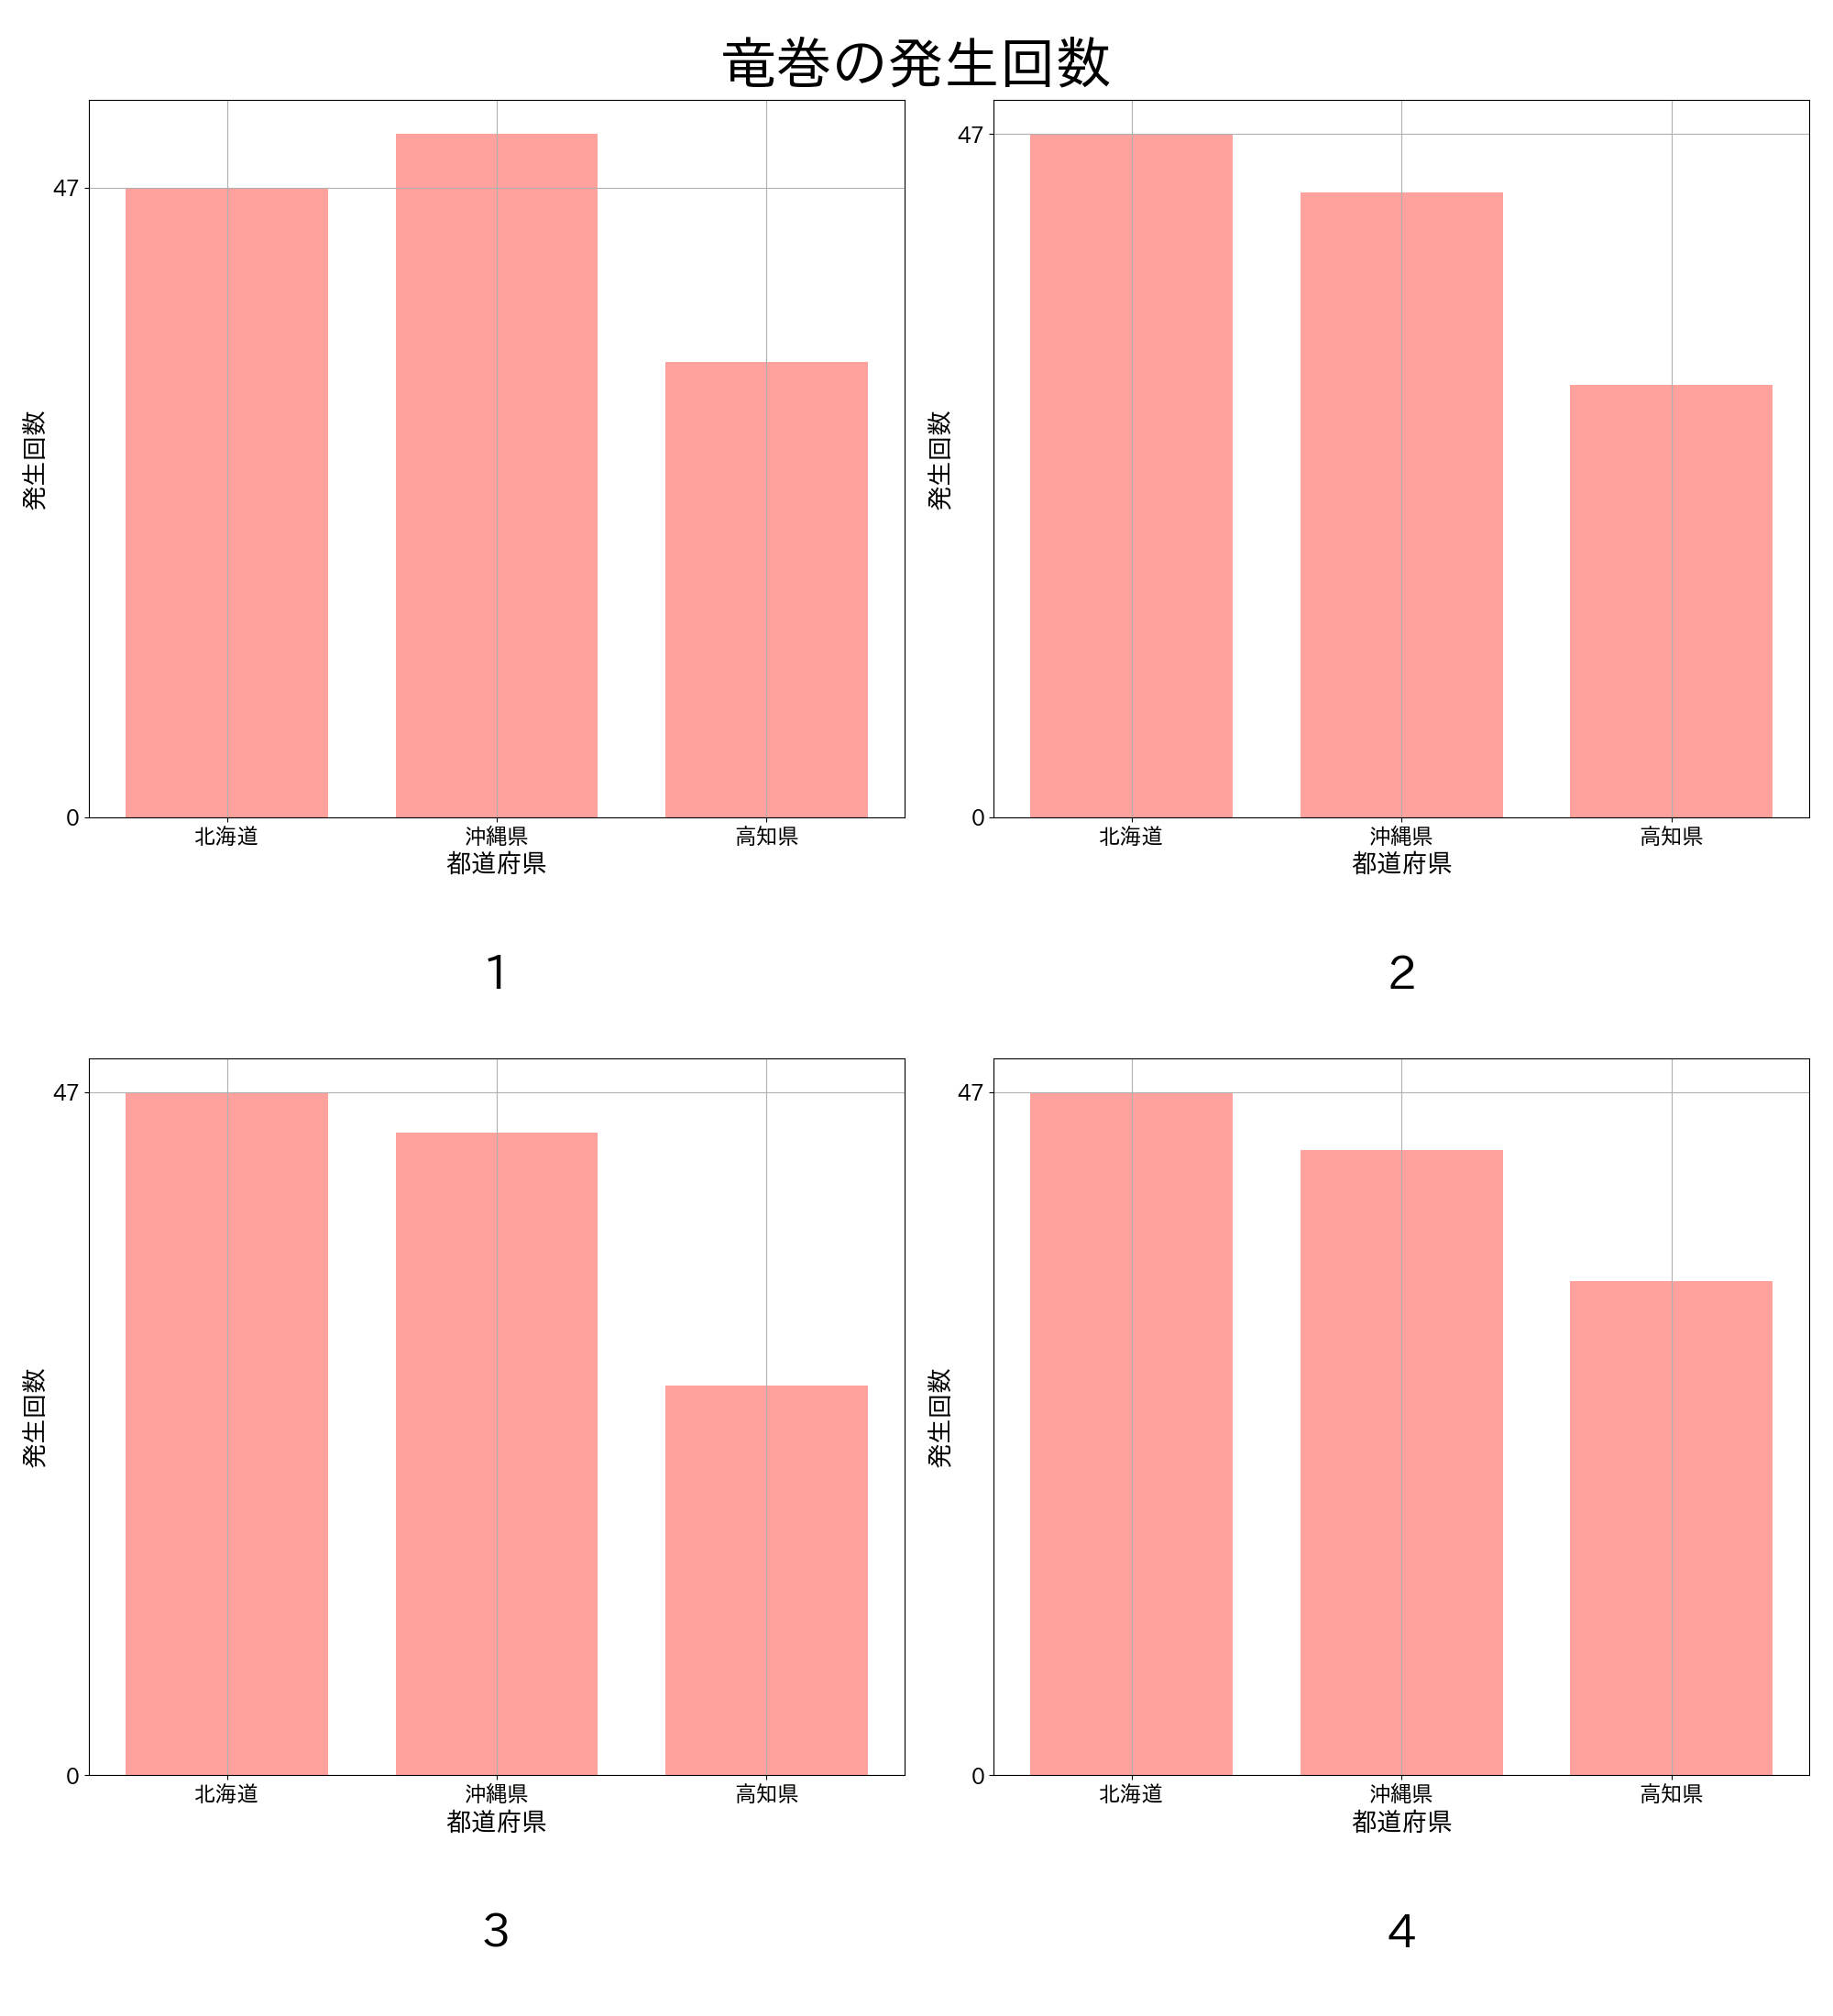 竜巻の発生回数
47
0
発生回数
北海道 沖縄県 高知県
都道府県
1
47
0
発生回数
北海道 沖縄県 高知県
都道府県
2
47
0
発生回数
北海道 沖縄県 高知県
都道府県
3
47
0
発生回数
北海道 沖縄県 高知県
都道府県
4